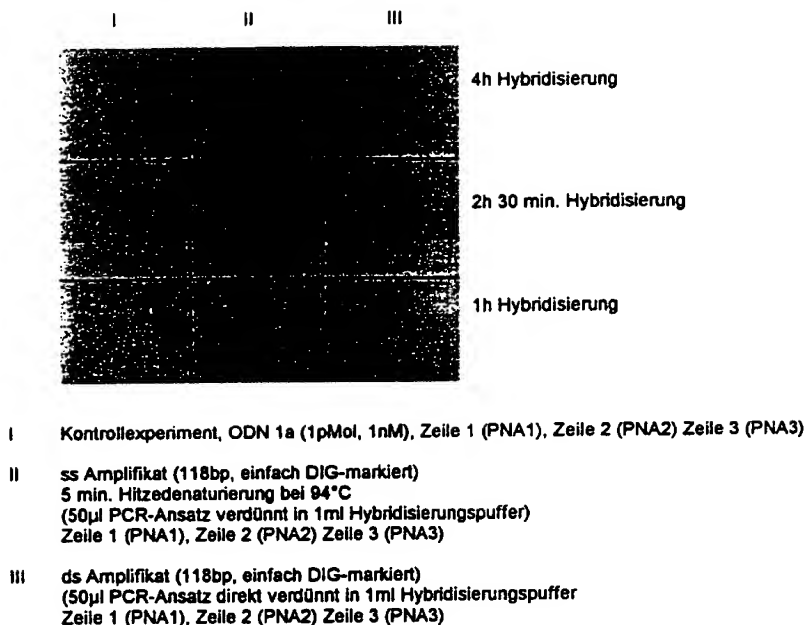 I II III
4h Hybridisierung
2h 30 min. Hybridisierung
1h Hybridisierung
I Kontrollexperiment, ODN 1a (1pMol, 1nM), Zeile 1 (PNA1), Zeile 2 (PNA2) Zeile 3 (PNA3)
II ss Amplifikat (118bp, einfach DIG-markiert)
5 min. Hitzedenaturierung bei 94°C
(50µl PCR-Ansatz verdünnt in 1ml Hybridisierungspuffer)
Zeile 1 (PNA1), Zeile 2 (PNA2) Zeile 3 (PNA3)
III ds Amplifikat (118bp, einfach DIG-markiert)
(50µl PCR-Ansatz direkt verdünnt in 1ml Hybridisierungspuffer
Zeile 1 (PNA1), Zeile 2 (PNA2) Zeile 3 (PNA3)